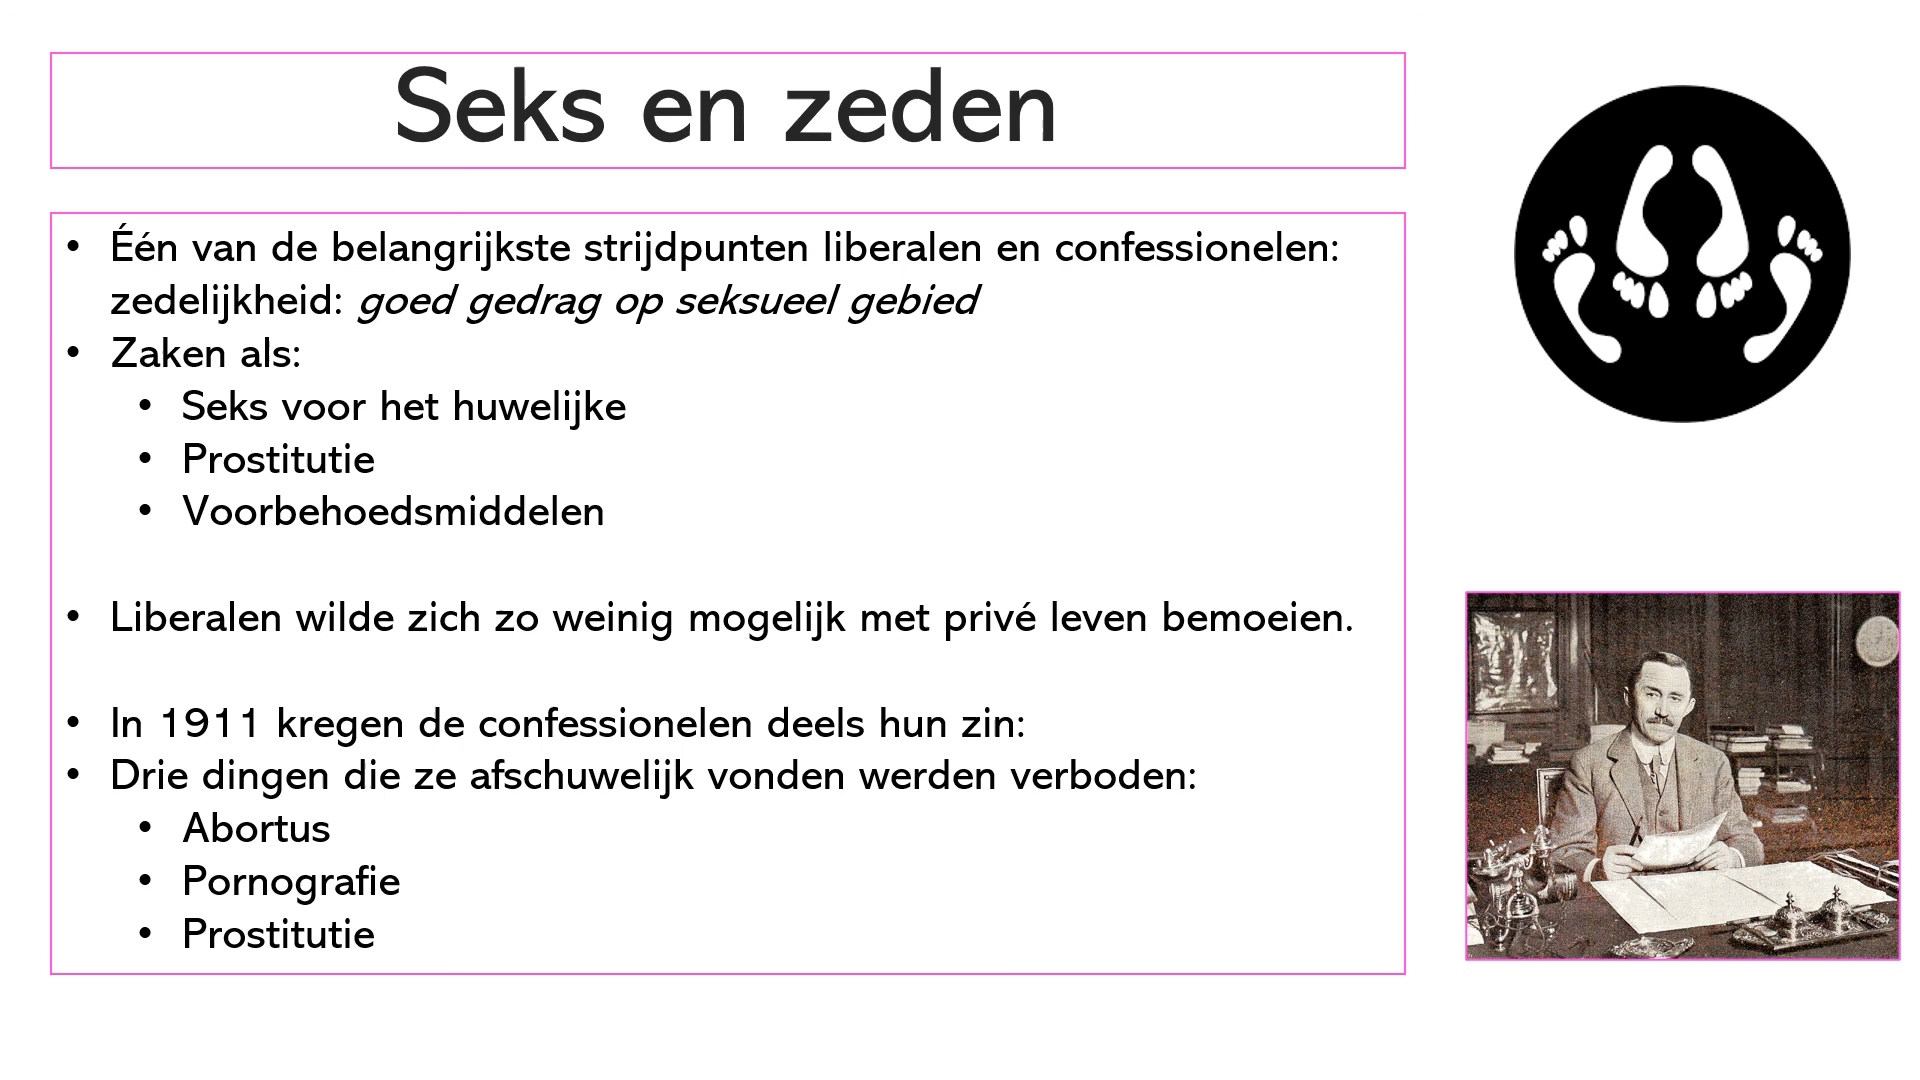 Seks en zeden
• Één van de belangrijkste strijdpunten liberalen en confessionelen:
zedelijkheid: goed gedrag op seksueel gebied
• Zaken als:
• Seks voor het huwelijke
• Prostitutie
• Voorbehoedsmiddelen
• Liberalen wilde zich zo weinig mogelijk met privé leven bemoeien.
• In 1911 kregen de confessionelen deels hun zin:
• Drie dingen die ze afschuwelijk vonden werden verboden:
• Abortus
• Pornografie
• Prostitutie